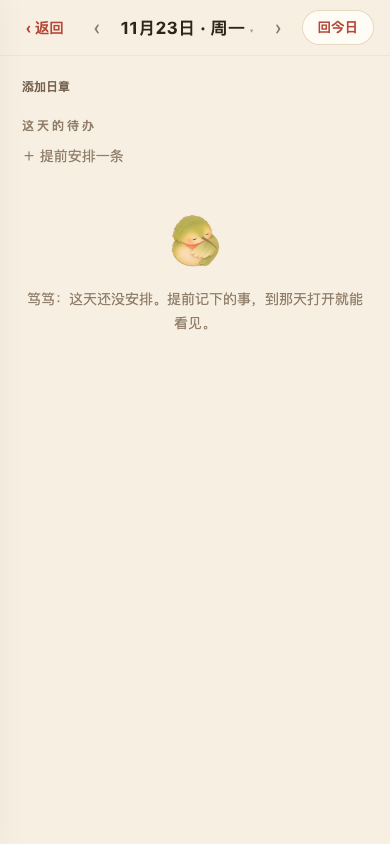 ‹ 返回 ‹ 11月23日 · 周一 · › 回今日
添加日章
这天的待办
＋ 提前安排一条
笃笃：这天还没安排。提前记下的事，到那天打开就能
看见。